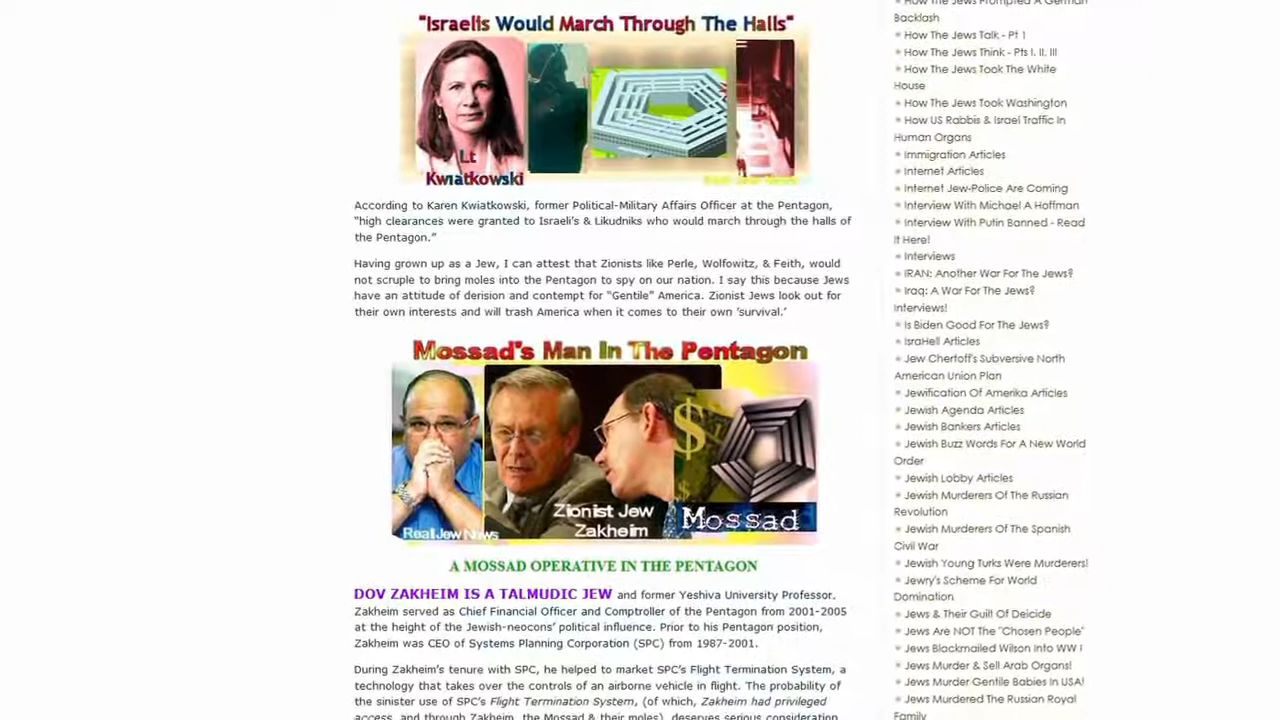 "Israelis Would March Through The Halls"
Lt
Kwiatkowski
According to Karen Kwiatkowski, former Political-Military Affairs Officer at the Pentagon,
“high clearances were granted to Israeli’s & Likudniks who would march through the halls of
the Pentagon.”
Having grown up as a Jew, I can attest that Zionists like Perle, Wolfowitz, & Feith, would
not scruple to bring moles into the Pentagon to spy on our nation. I say this because Jews
have an attitude of derision and contempt for “Gentile” America. Zionist Jews look out for
their own interests and will trash America when it comes to their own ‘survival.’
Mossad's Man In The Pentagon
Real Jew News
Zionist Jew
Zakheim
Mossad
A MOSSAD OPERATIVE IN THE PENTAGON
DOV ZAKHEIM IS A TALMUDIC JEW and former Yeshiva University Professor.
Zakheim served as Chief Financial Officer and Comptroller of the Pentagon from 2001-2005
at the height of the Jewish-neocons’ political influence. Prior to his Pentagon position,
Zakheim was CEO of Systems Planning Corporation (SPC) from 1987-2001.
During Zakheim’s tenure with SPC, he helped to market SPC’s Flight Termination System, a
technology that takes over the controls of an airborne vehicle in flight. The probability of
the sinister use of SPC’s Flight Termination System, (of which, Zakheim had privileged
access, and through Zakheim, the Mossad & their moles), deserves serious consideration
How The Jews Prompted A German
Backlash
How The Jews Talk - Pt 1
How The Jews Think - Pts I. II. III
How The Jews Took The White
House
How The Jews Took Washington
How US Rabbis & Israel Traffic In
Human Organs
Immigration Articles
Internet Articles
Internet Jew-Police Are Coming
Interview With Michael A Hoffman
Interview With Putin Banned - Read
It Here!
Interviews
IRAN: Another War For The Jews?
Iraq: A War For The Jews?
Interviews!
Is Biden Good For The Jews?
IsraHell Articles
Jew Chertoff's Subversive North
American Union Plan
Jewification Of Amerika Articles
Jewish Agenda Articles
Jewish Bankers Articles
Jewish Buzz Words For A New World
Order
Jewish Lobby Articles
Jewish Murderers Of The Russian
Revolution
Jewish Murderers Of The Spanish
Civil War
Jewish Young Turks Were Murderers!
Jewry's Scheme For World
Domination
Jews & Their Guilt Of Deicide
Jews Are NOT The "Chosen People"
Jews Blackmailed Wilson Into WW I
Jews Murder & Sell Arab Organs!
Jews Murder Gentile Babies In USA!
Jews Murdered The Russian Royal
Family